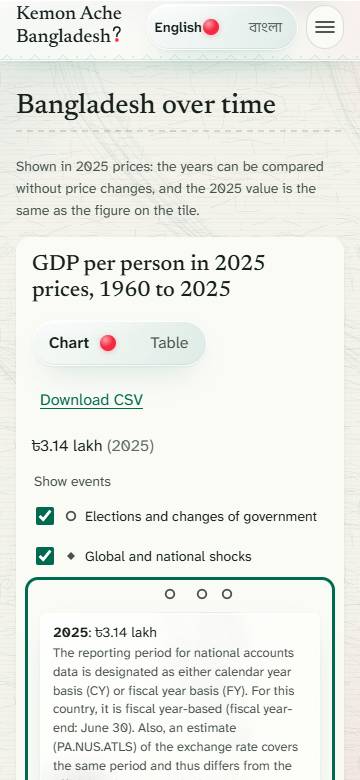 Kemon Ache
Bangladesh?
English
বাংলা
Bangladesh over time
Shown in 2025 prices: the years can be compared
without price changes, and the 2025 value is the
same as the figure on the tile.
GDP per person in 2025
prices, 1960 to 2025
Chart
Table
Download CSV
৳3.14 lakh (2025)
Show events
Elections and changes of government
Global and national shocks
2025: ৳3.14 lakh
The reporting period for national accounts
data is designated as either calendar year
basis (CY) or fiscal year basis (FY). For this
country, it is fiscal year-based (fiscal year-
end: June 30). Also, an estimate
(PA.NUS.ATLS) of the exchange rate covers
the same period and thus differs from the